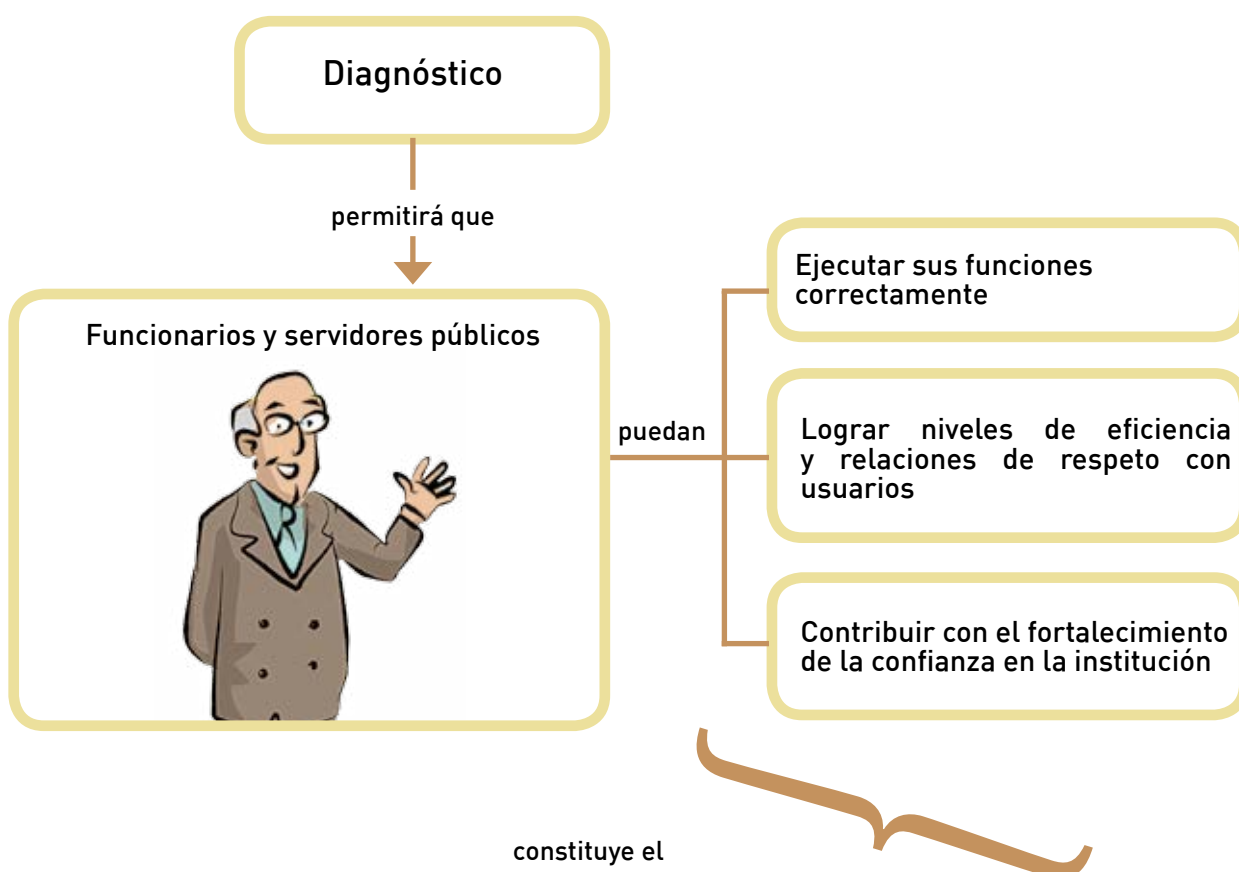 Diagnóstico
permitirá que
Funcionarios y servidores públicos
puedan
Ejecutar sus funciones
correctamente
Lograr niveles de eficiencia
y relaciones de respeto con
usuarios
Contribuir con el fortalecimiento
de la confianza en la institución
constituye el